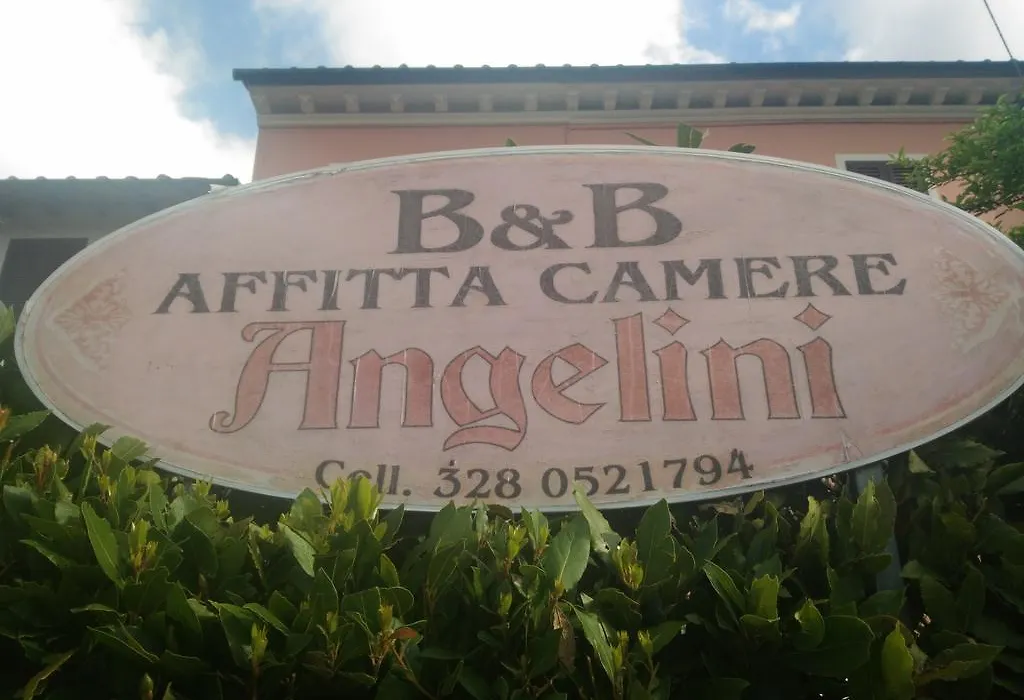 B&B
AFFITTA CAMERE
Angelini
Cell. 328 0521794